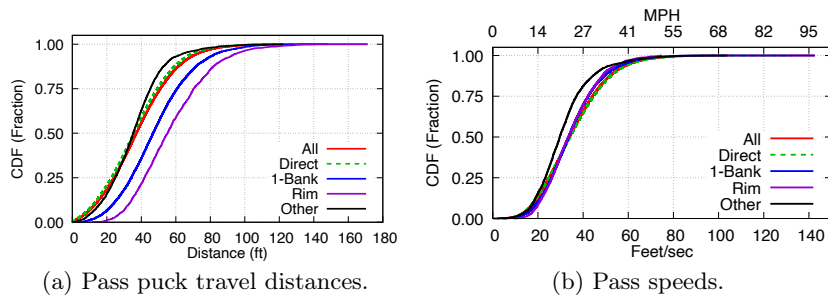 1.00
0.75
0.50
0.25
0.00
CDF (Fraction)
All
Direct
1-Bank
Rim
Other
0 20 40 60 80 100 120 140 160 180
Distance (ft)
(a) Pass puck travel distances.
MPH
0 14 27 41 55 68 82 95
1.00
0.75
0.50
0.25
0.00
CDF (Fraction)
All
Direct
1-Bank
Rim
Other
0 20 40 60 80 100 120 140
Feet/sec
(b) Pass speeds.